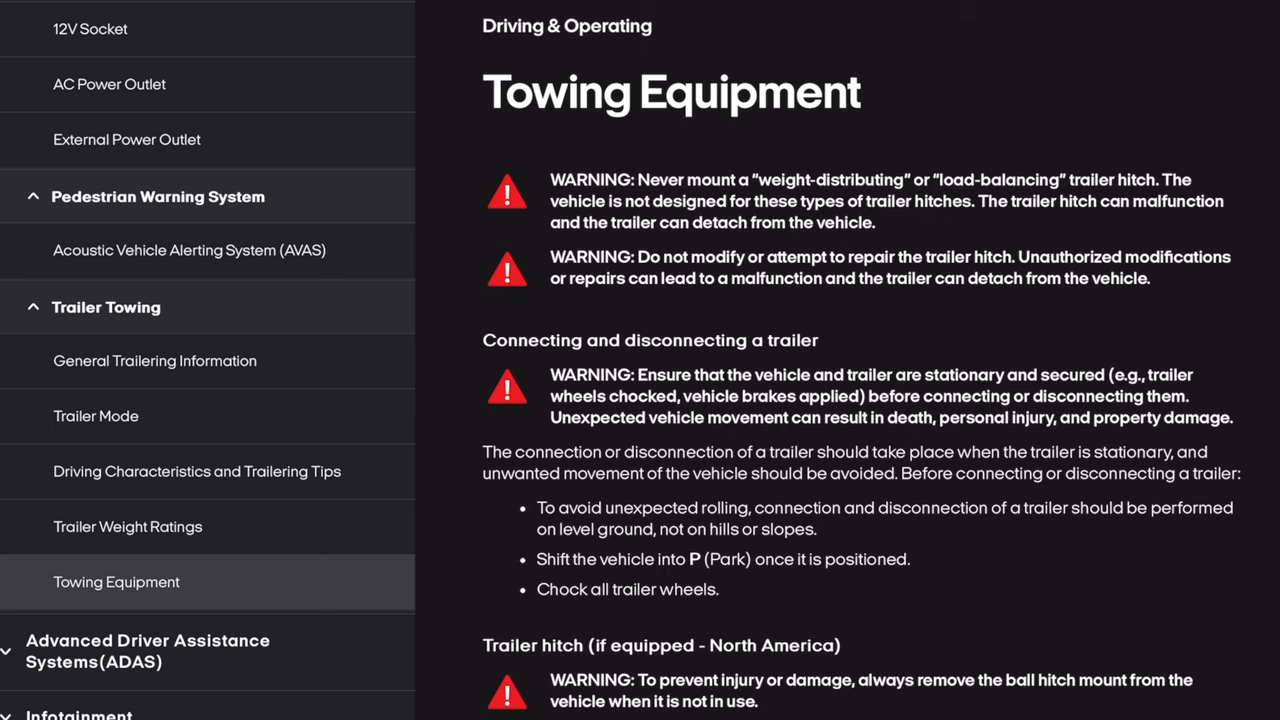 12V Socket
AC Power Outlet
External Power Outlet
Pedestrian Warning System
Acoustic Vehicle Alerting System (AVAS)
Trailer Towing
General Trailering Information
Trailer Mode
Driving Characteristics and Trailering Tips
Trailer Weight Ratings
Towing Equipment
Advanced Driver Assistance
Systems(ADAS)
Infotainment
Driving & Operating
Towing Equipment
WARNING: Never mount a "weight-distributing" or "load-balancing" trailer hitch. The
vehicle is not designed for these types of trailer hitches. The trailer hitch can malfunction
and the trailer can detach from the vehicle.
WARNING: Do not modify or attempt to repair the trailer hitch. Unauthorized modifications
or repairs can lead to a malfunction and the trailer can detach from the vehicle.
Connecting and disconnecting a trailer
WARNING: Ensure that the vehicle and trailer are stationary and secured (e.g., trailer
wheels chocked, vehicle brakes applied) before connecting or disconnecting them.
Unexpected vehicle movement can result in death, personal injury, and property damage.
The connection or disconnection of a trailer should take place when the trailer is stationary, and
unwanted movement of the vehicle should be avoided. Before connecting or disconnecting a trailer:
• To avoid unexpected rolling, connection and disconnection of a trailer should be performed
on level ground, not on hills or slopes.
• Shift the vehicle into P (Park) once it is positioned.
• Chock all trailer wheels.
Trailer hitch (if equipped - North America)
WARNING: To prevent injury or damage, always remove the ball hitch mount from the
vehicle when it is not in use.